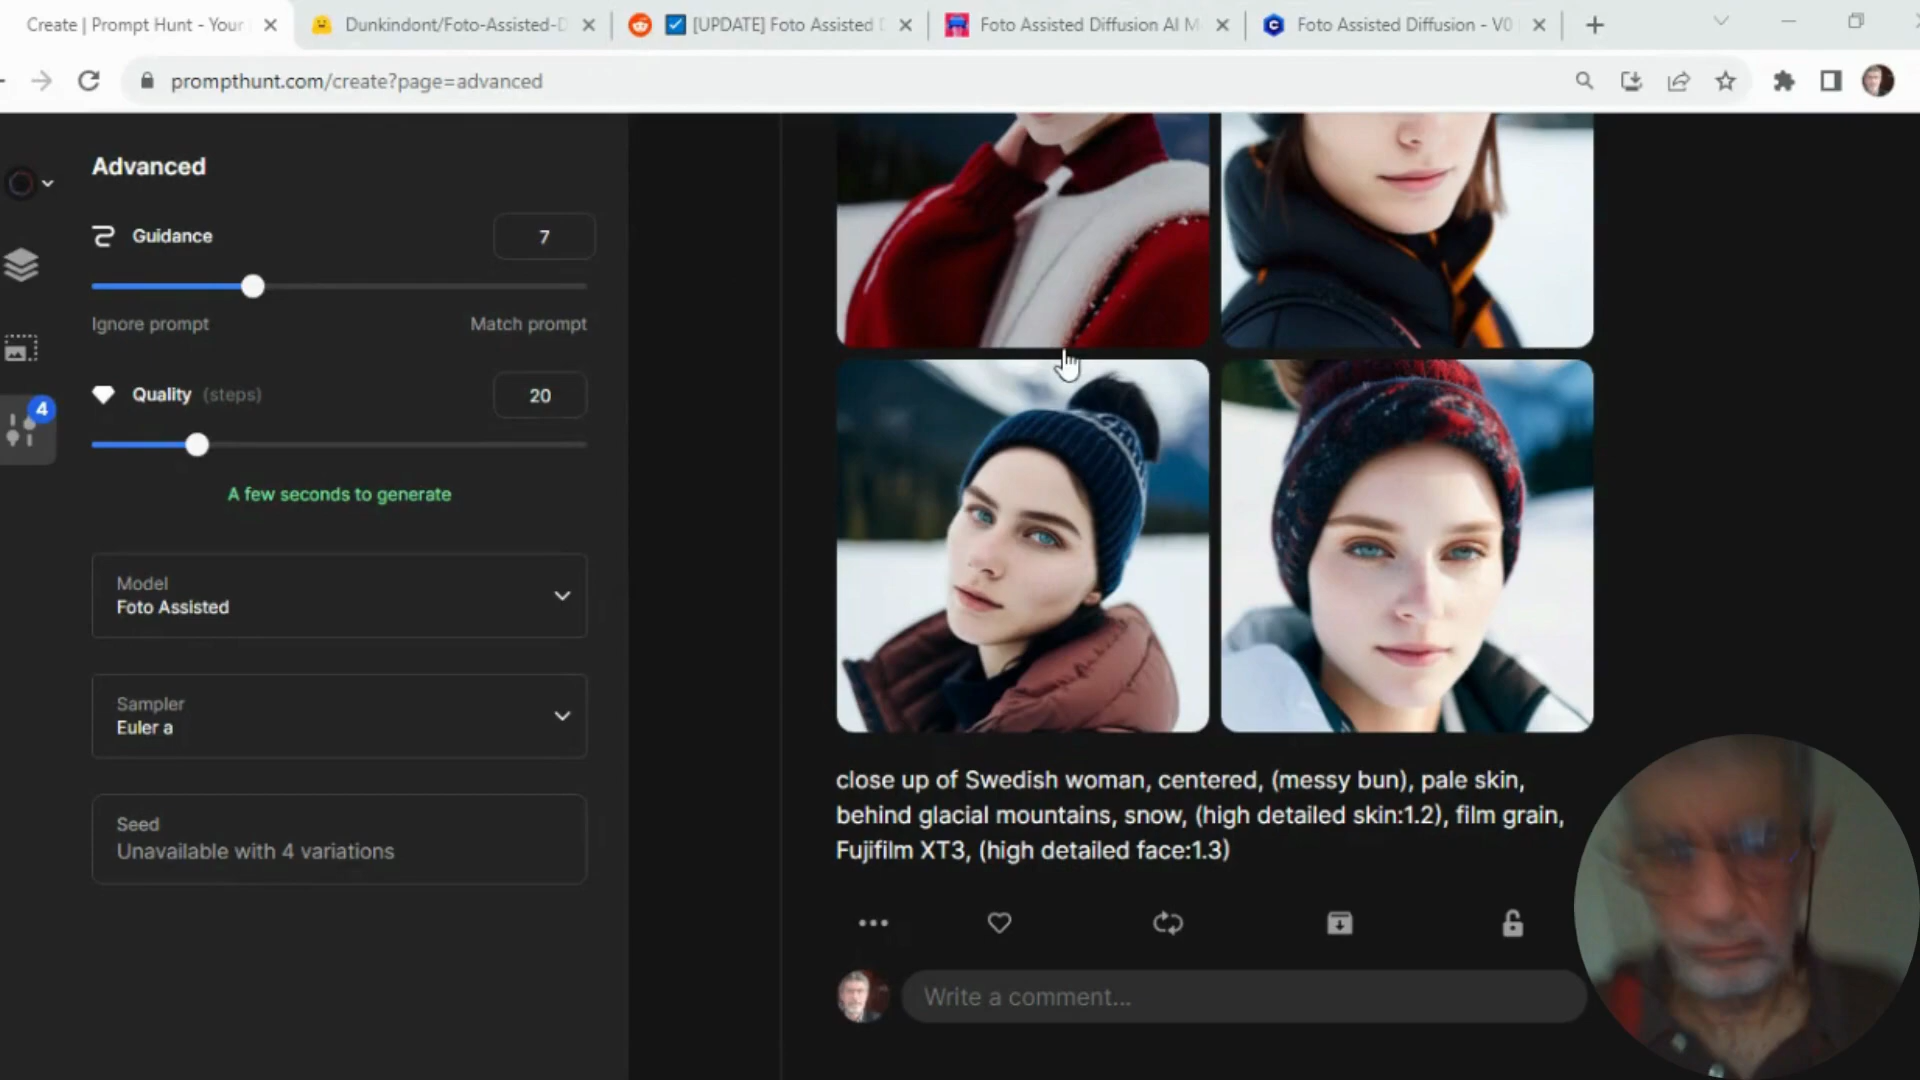 Create | Prompt Hunt - Your
Dunkindont/Foto-Assisted-D
[UPDATE] Foto Assisted D
Foto Assisted Diffusion AI M
Foto Assisted Diffusion - V0
prompthunt.com/create?page=advanced
Advanced
Guidance
7
Ignore prompt
Match prompt
Quality (steps)
20
4
A few seconds to generate
Model
Foto Assisted
Sampler
Euler a
Seed
Unavailable with 4 variations
close up of Swedish woman, centered, (messy bun), pale skin,
behind glacial mountains, snow, (high detailed skin:1.2), film grain,
Fujifilm XT3, (high detailed face:1.3)
Write a comment...